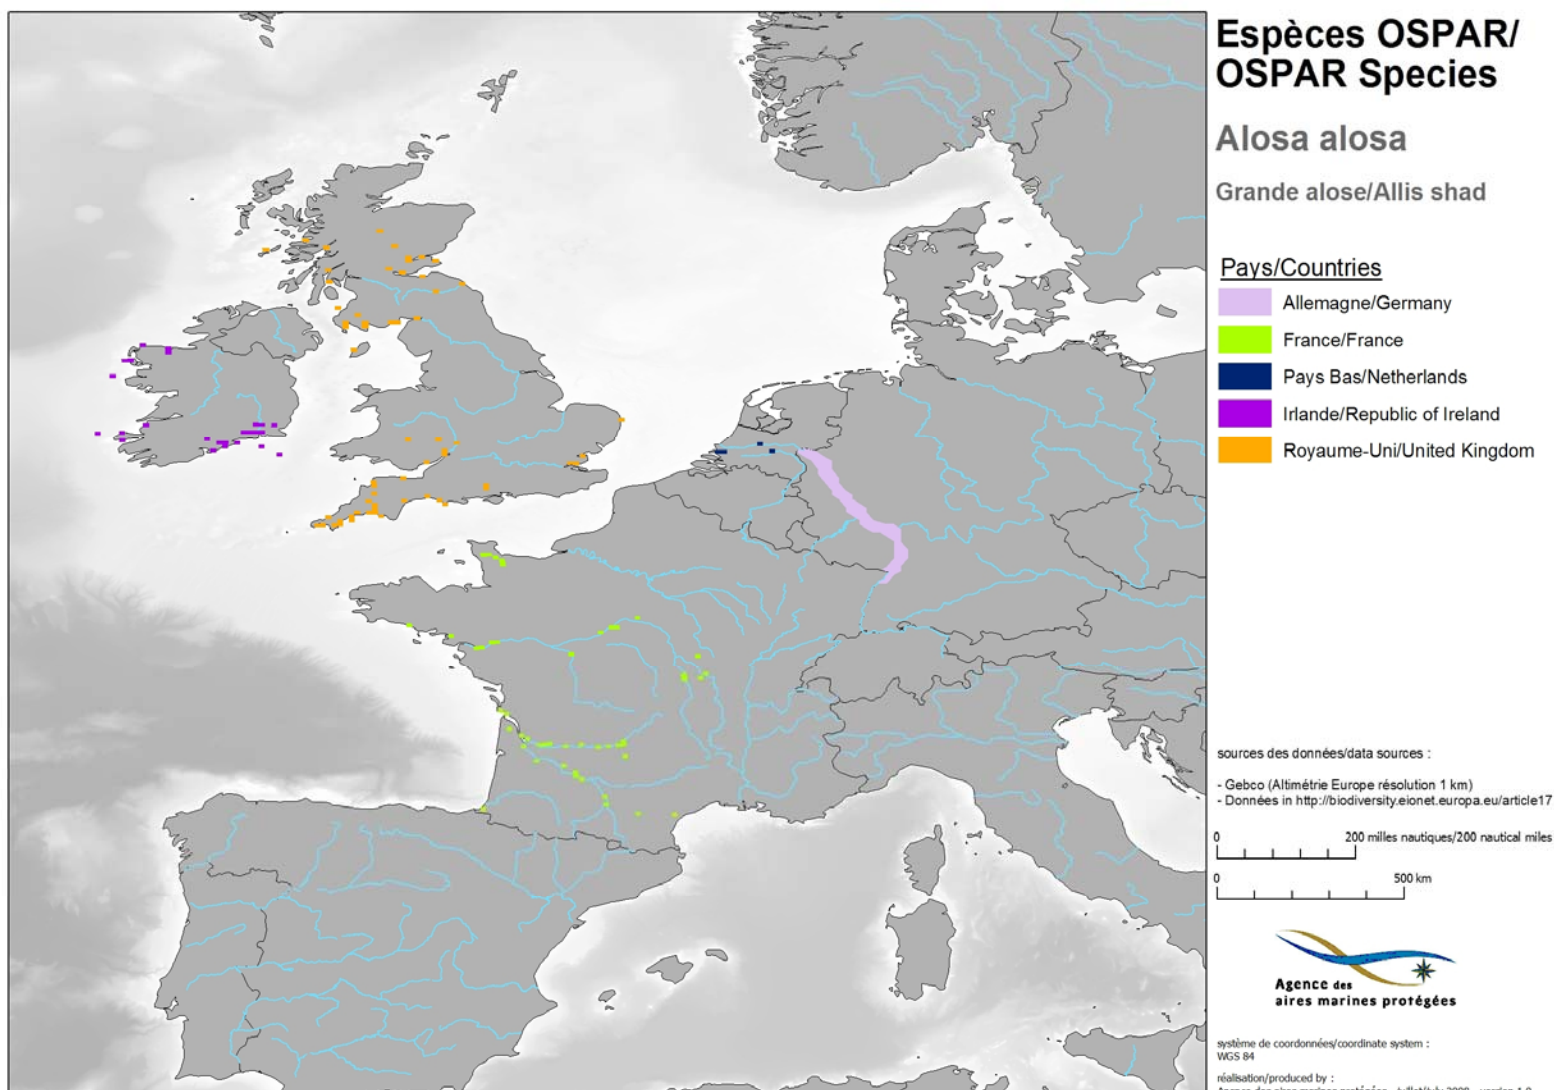 Espèces OSPAR/
OSPAR Species
Alosa alosa
Grande alose/Allis shad
Pays/Countries
Allemagne/Germany
France/France
Pays Bas/Netherlands
Irlande/Republic of Ireland
Royaume-Uni/United Kingdom
sources des données/data sources :
- Gebco (Altimétrie Europe résolution 1 km)
- Données in http://biodiversity.eionet.europa.eu/article17
0 200 milles nautiques/200 nautical miles
0 500 km
Agence des
aires marines protégées
système de coordonnées/coordinate system :
WGS 84
réalisation/produced by :